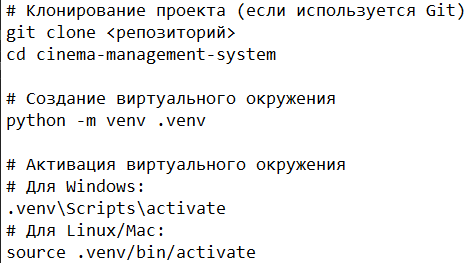 # Клонирование проекта (если используется Git)
git clone <репозиторий>
cd cinema-management-system
# Создание виртуального окружения
python -m venv .venv
# Активация виртуального окружения
# Для Windows:
.venv\Scripts\activate
# Для Linux/Mac:
source .venv/bin/activate